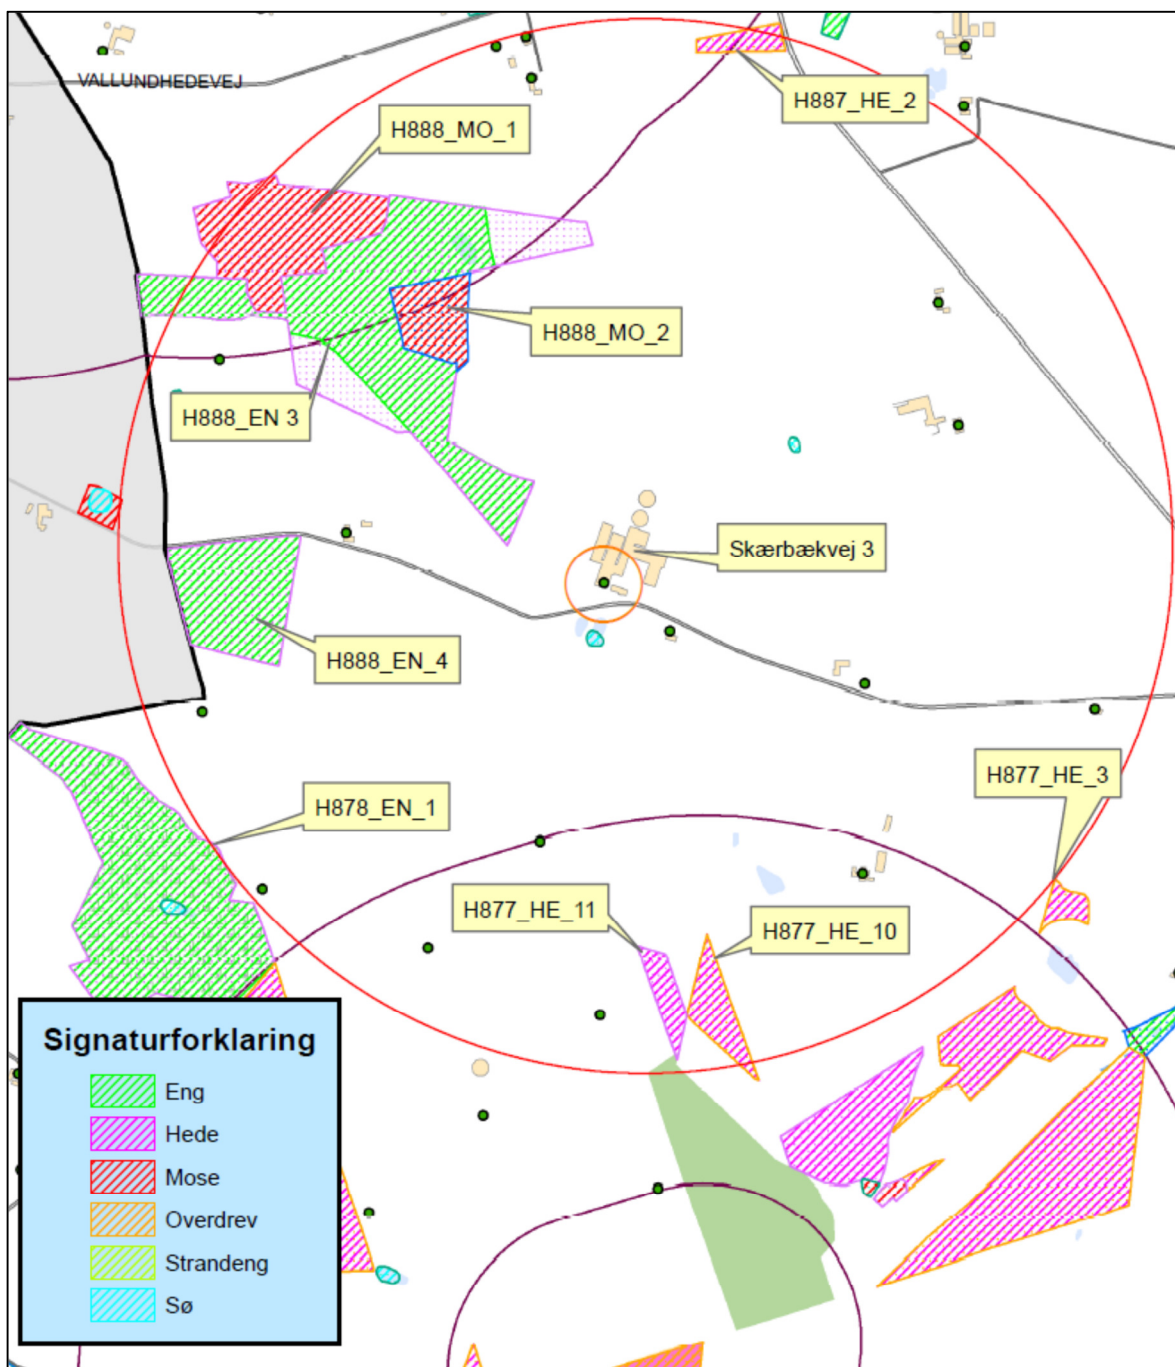 VALLUNDHEDEVEJ
H887_HE_2
H888_MO_1
H888_MO_2
H888_EN 3
Skærbækvej 3
H888_EN_4
H877_HE_3
H878_EN_1
H877_HE_11
H877_HE_10
Signaturforklaring
Eng
Hede
Mose
Overdrev
Strandeng
Sø